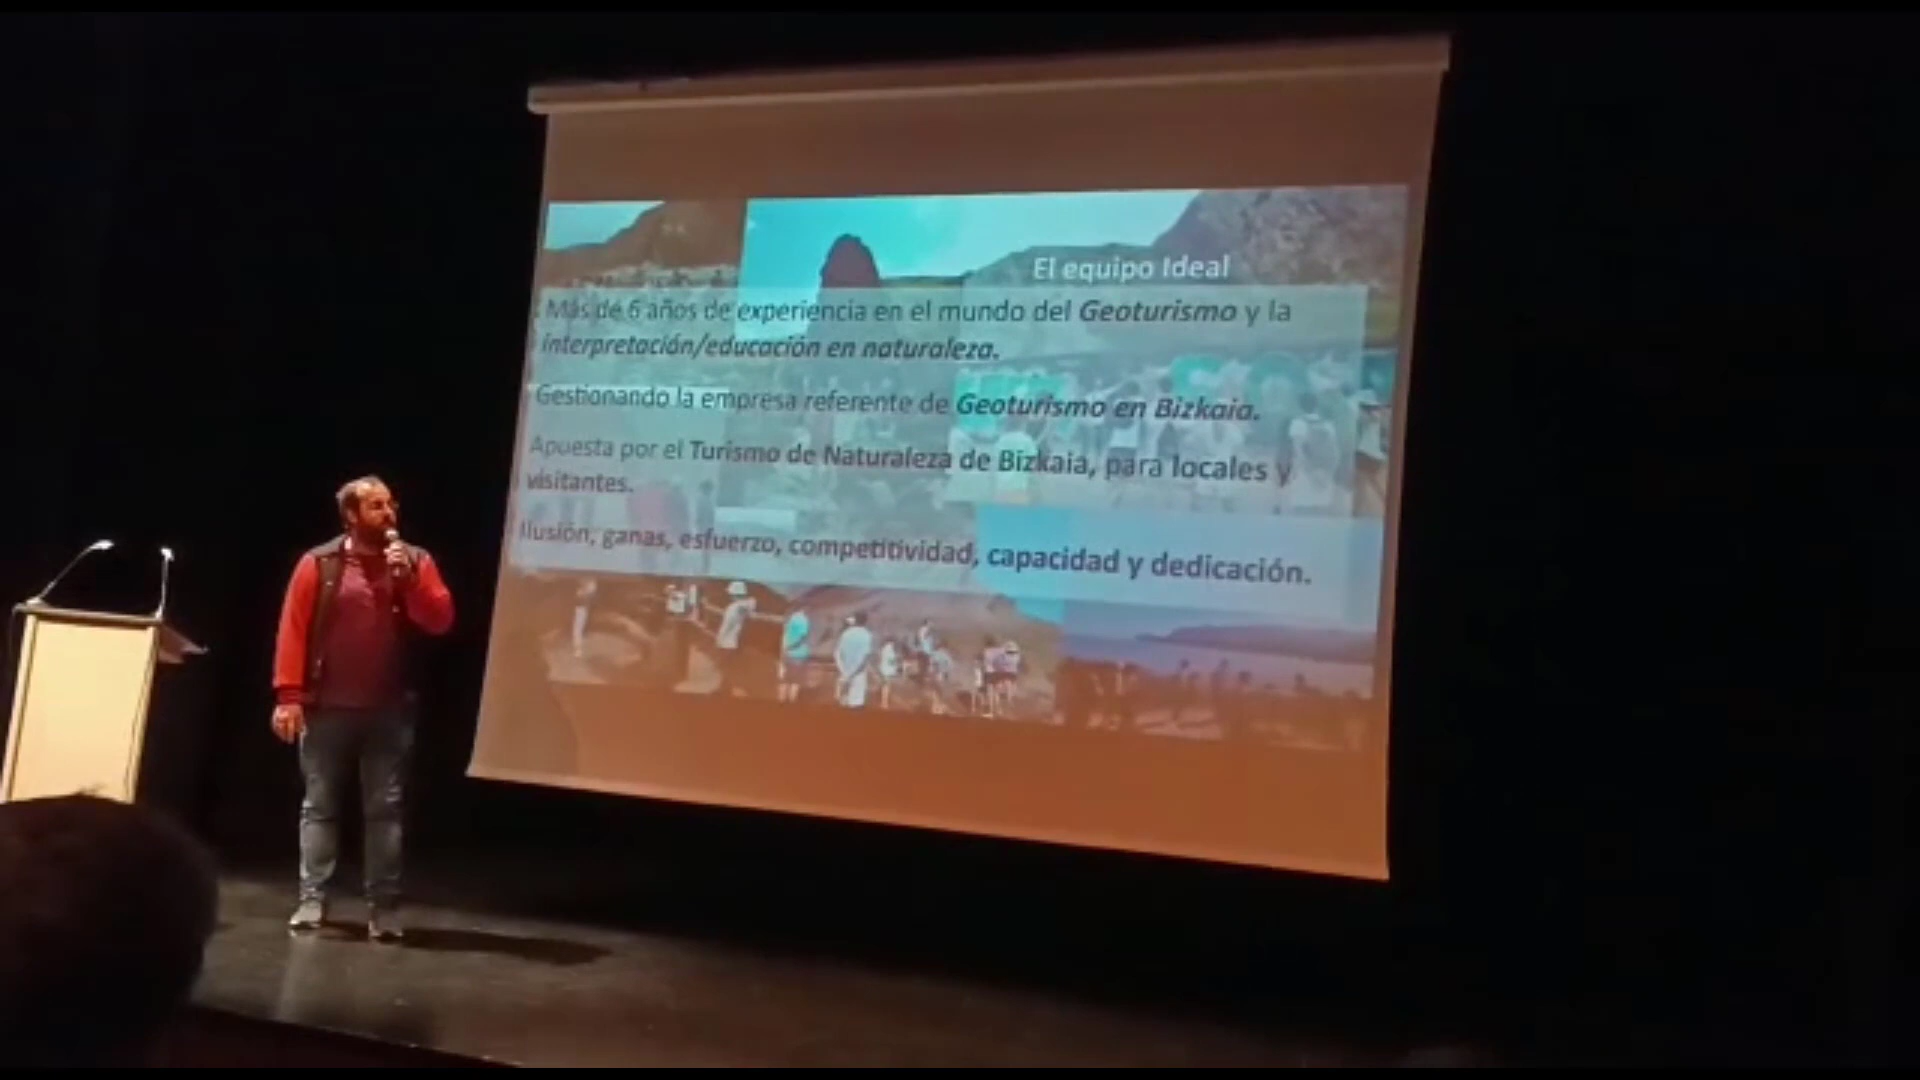 El equipo Ideal
Más de 6 años de experiencia en el mundo del Geoturismo y la
interpretación/educación en naturaleza.
Gestionando la empresa referente de Geoturismo en Bizkaia.
Apuesta por el Turismo de Naturaleza de Bizkaia, para locales y
visitantes.
Ilusión, ganas, esfuerzo, competitividad, capacidad y dedicación.